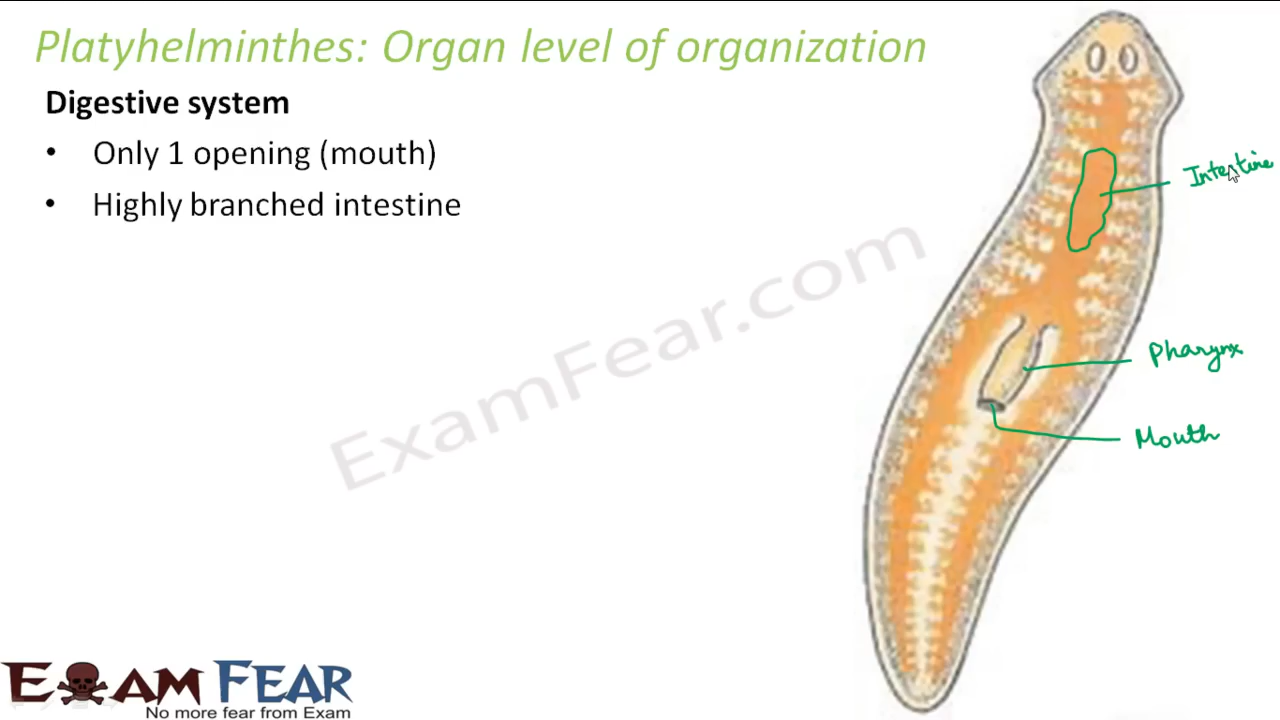 Platyhelminthes: Organ level of organization
Digestive system
• Only 1 opening (mouth)
• Highly branched intestine
Intestine
Pharynx
Mouth
ExamFear.com
EXAM FEAR
No more fear from Exam